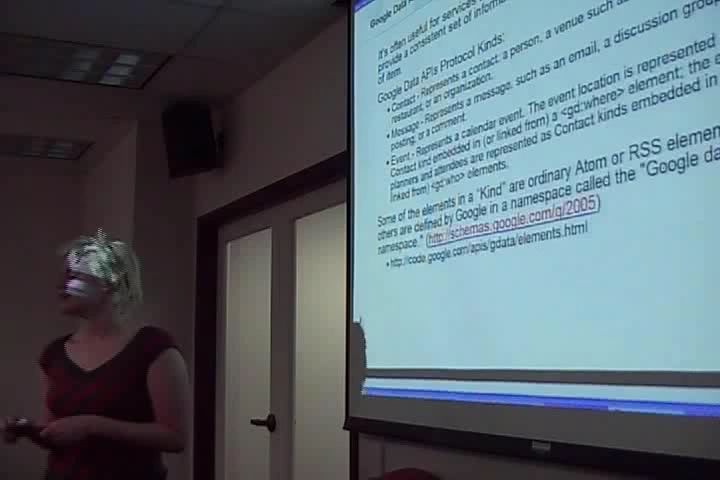 Google Data
It's often useful for services
provide a consistent set of informa
of item.
Google Data APIs Protocol Kinds:
• Contact - Represents a contact, a person, a venue such as
restaurant, or an organization.
• Message - Represents a message, such as an email, a discussion group
posting, or a comment.
• Event - Represents a calendar event. The event location is represented
Contact kind embedded in (or linked from) a <gd:where> element; the e
planners and attendees are represented as Contact kinds embedded in
linked from) <gd:who> elements.
Some of the elements in a "Kind" are ordinary Atom or RSS elemen
others are defined by Google in a namespace called the "Google da
namespace." (http://schemas.google.com/g/2005)
• http://code.google.com/apis/gdata/elements.html